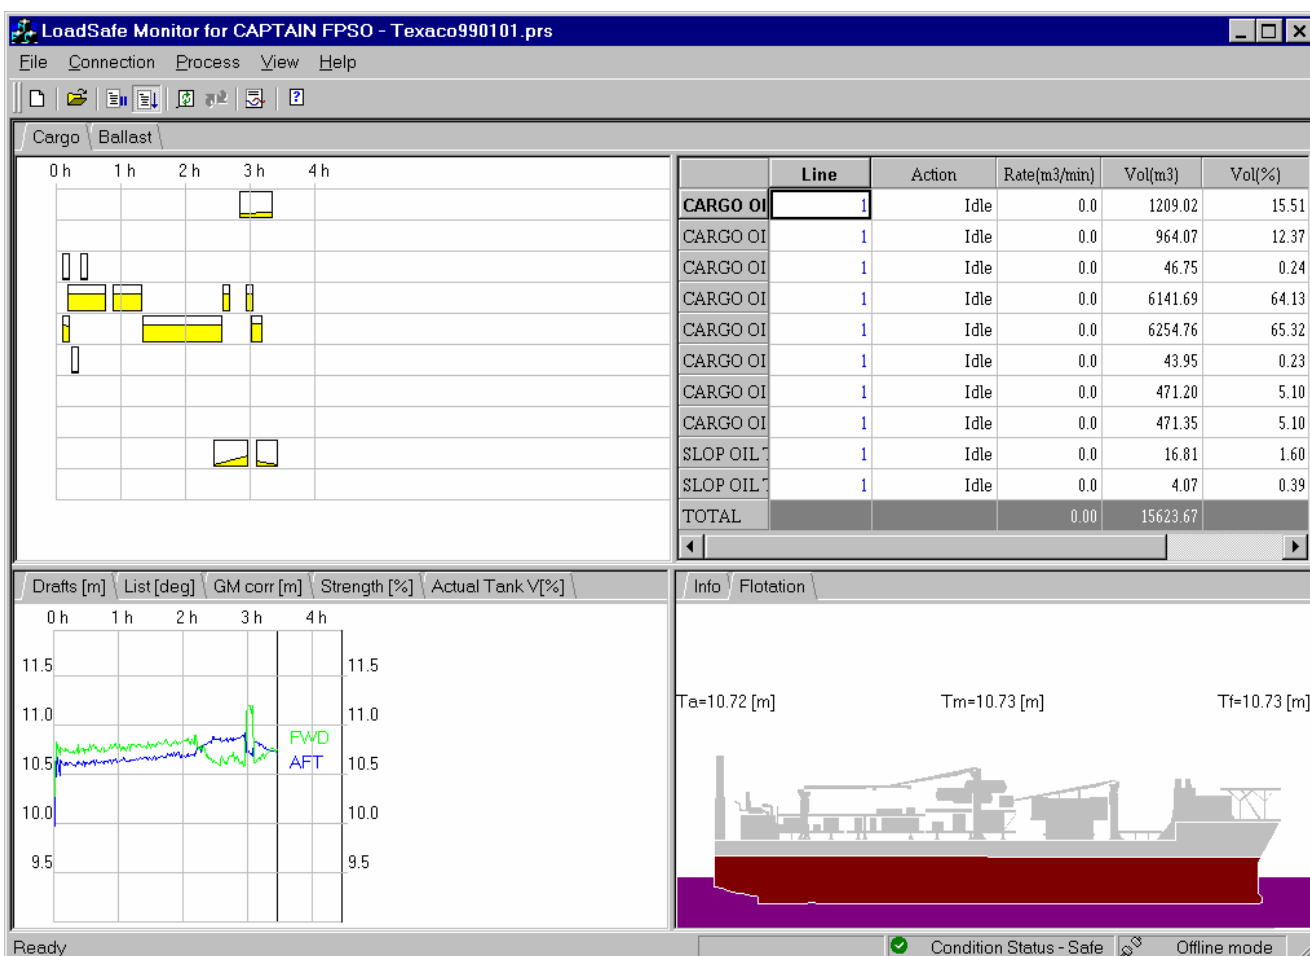 LoadSafe Monitor for CAPTAIN FPSO - Texaco990101.prs
File Connection Process View Help
Cargo Ballast
0 h 1 h 2 h 3 h 4 h
Line Action Rate(m3/min) Vol(m3) Vol(%)
CARGO OI 1 Idle 0.0 1209.02 15.51
CARGO OI 1 Idle 0.0 964.07 12.37
CARGO OI 1 Idle 0.0 46.75 0.24
CARGO OI 1 Idle 0.0 6141.69 64.13
CARGO OI 1 Idle 0.0 6254.76 65.32
CARGO OI 1 Idle 0.0 43.95 0.23
CARGO OI 1 Idle 0.0 471.20 5.10
CARGO OI 1 Idle 0.0 471.35 5.10
SLOP OIL T 1 Idle 0.0 16.81 1.60
SLOP OIL T 1 Idle 0.0 4.07 0.39
TOTAL 0.00 15623.67
Drafts [m] List [deg] GM corr [m] Strength [%] Actual Tank V[%]
0 h 1 h 2 h 3 h 4 h
11.5 11.5
11.0 11.0
FWD
10.5 AFT 10.5
10.0 10.0
9.5 9.5
Info Flotation
Ta=10.72 [m] Tm=10.73 [m] Tf=10.73 [m]
Ready Condition Status - Safe Offline mode